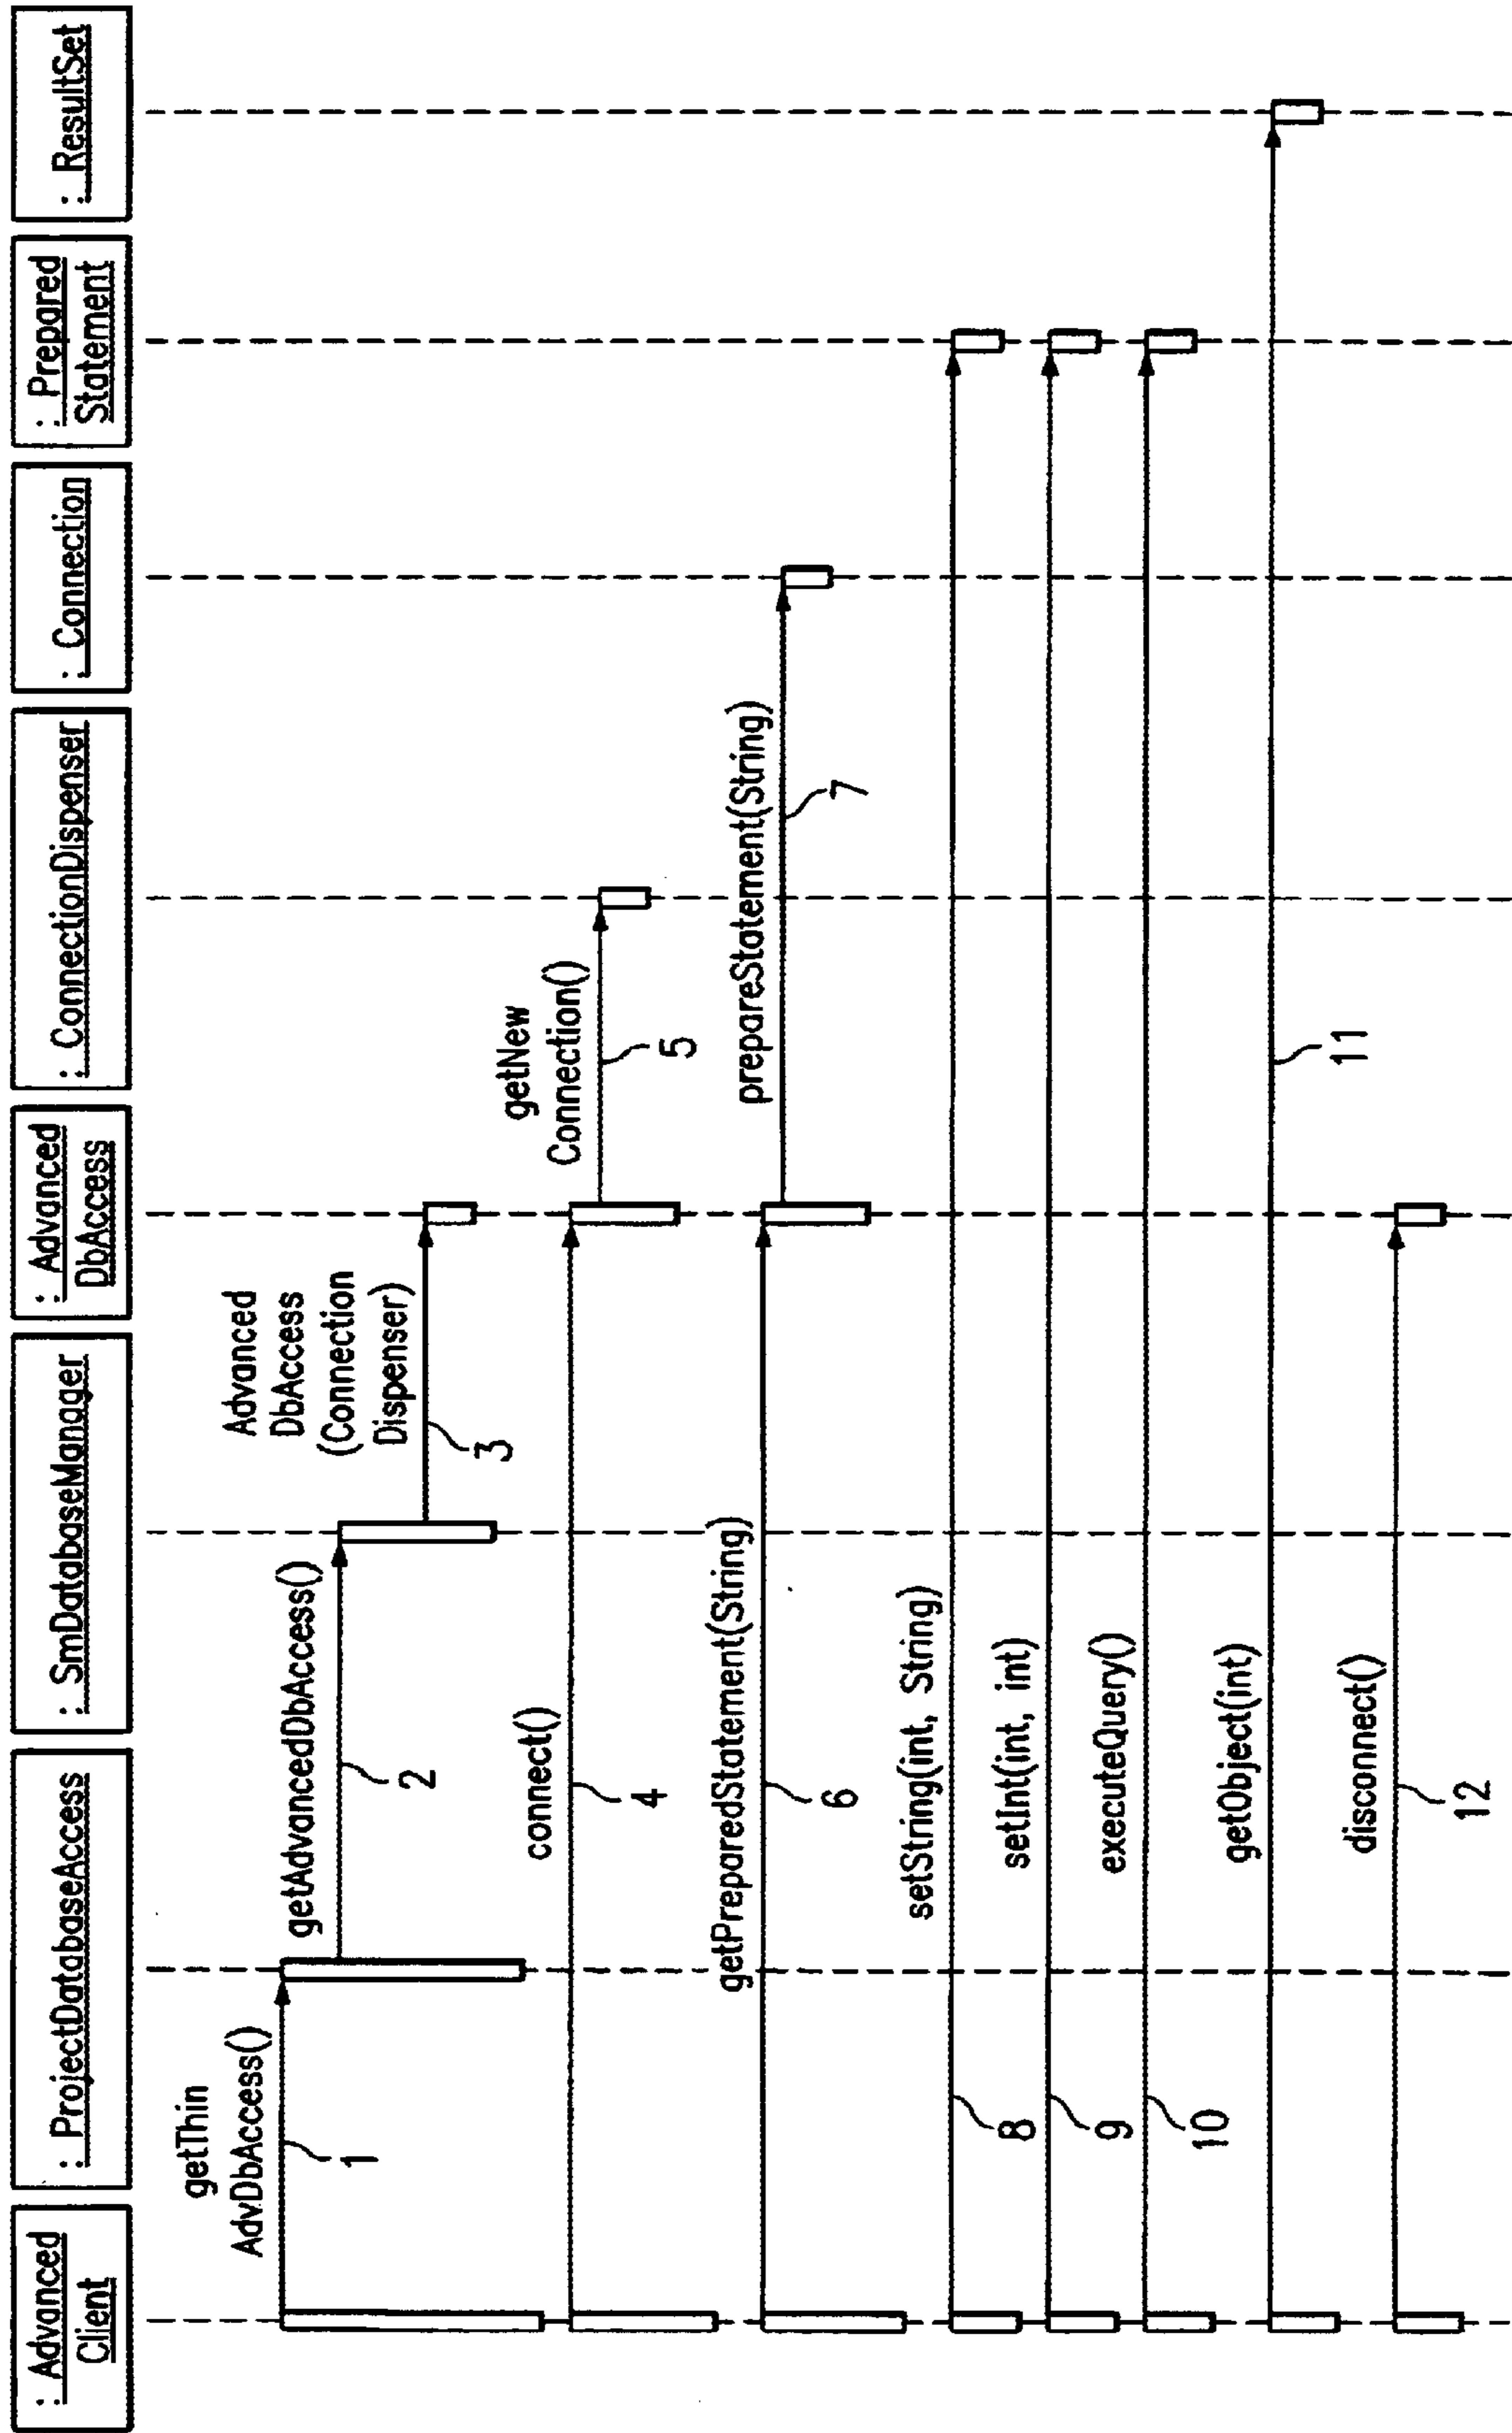 : Advanced
Client
: ProjectDatabaseAccess
: SmDatabaseManager
: Advanced
DbAccess
: ConnectionDispenser
: Connection
: Prepared
Statement
: ResultSet
getThin
AdvDbAccess()
1
getAdvancedDbAccess()
2
Advanced
DbAccess
(Connection
Dispenser)
3
connect()
4
getNew
Connection()
5
getPreparedStatement(String)
6
prepareStatement(String)
7
setString(int, String)
8
setInt(int, int)
9
executeQuery()
10
getObject(int)
11
disconnect()
12